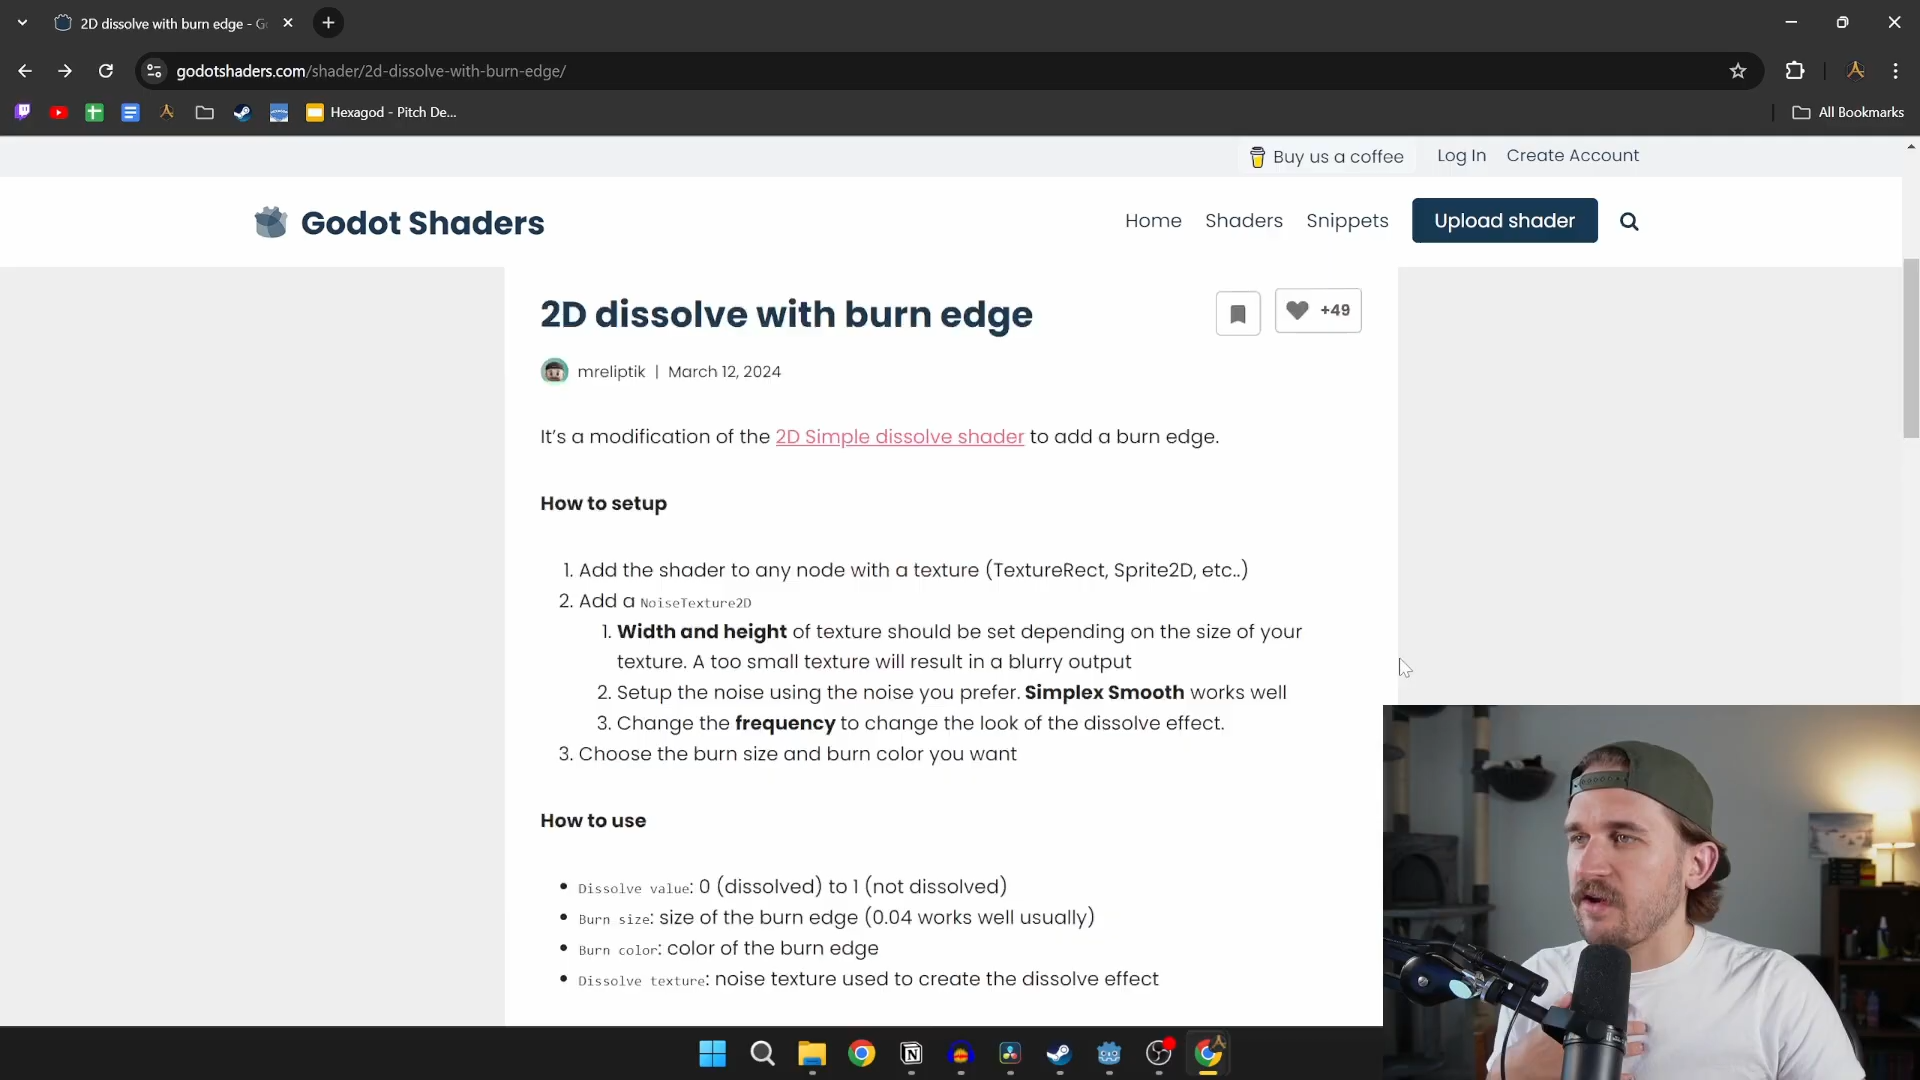 2D dissolve with burn edge - Go
godotshaders.com/shader/2d-dissolve-with-burn-edge/
Hexagod - Pitch De...
All Bookmarks
Buy us a coffee
Log In
Create Account
Godot Shaders
Home
Shaders
Snippets
Upload shader
2D dissolve with burn edge
+49
mreliptik | March 12, 2024
It's a modification of the 2D Simple dissolve shader to add a burn edge.
How to setup
1. Add the shader to any node with a texture (TextureRect, Sprite2D, etc..)
2. Add a NoiseTexture2D
1. Width and height of texture should be set depending on the size of your
texture. A too small texture will result in a blurry output
2. Setup the noise using the noise you prefer. Simplex Smooth works well
3. Change the frequency to change the look of the dissolve effect.
3. Choose the burn size and burn color you want
How to use
• Dissolve value: 0 (dissolved) to 1 (not dissolved)
• Burn size: size of the burn edge (0.04 works well usually)
• Burn color: color of the burn edge
• Dissolve texture: noise texture used to create the dissolve effect